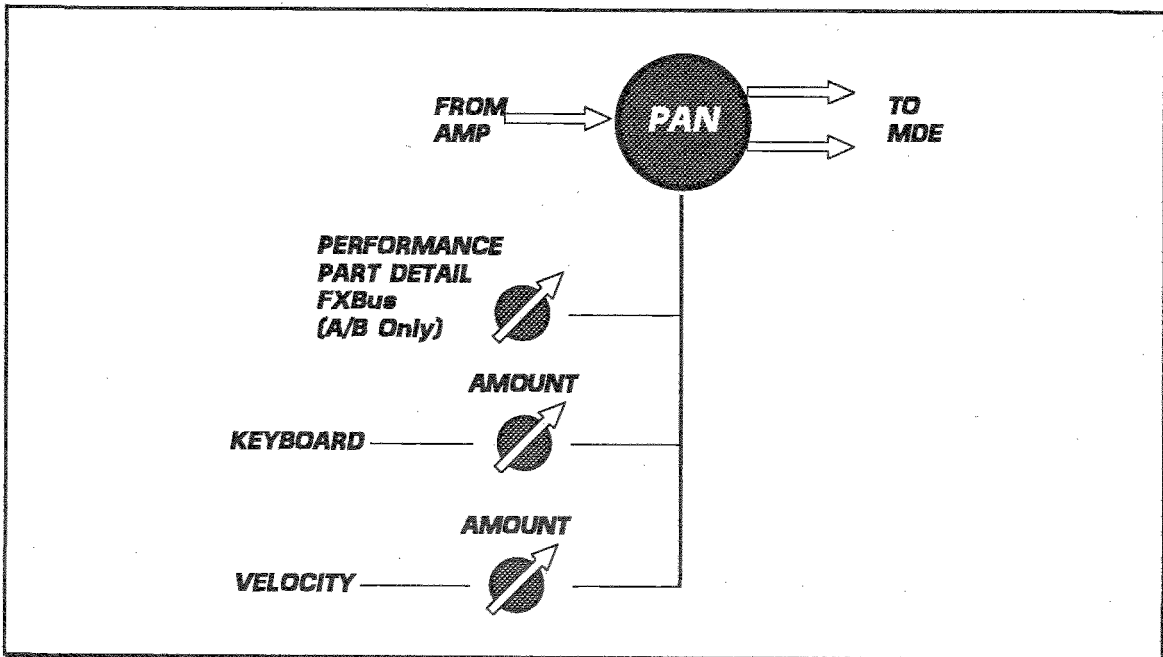 FROM
AMP
PAN
TO
MDE
PERFORMANCE
PART DETAIL
FXBus
(A/B Only)
AMOUNT
KEYBOARD
AMOUNT
VELOCITY